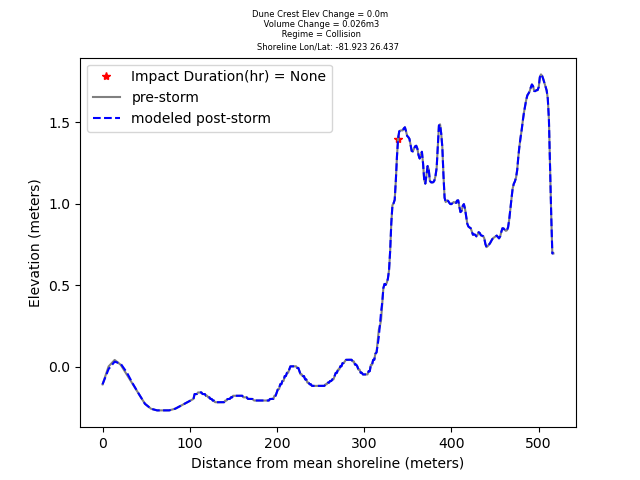 Dune Crest Elev Change = 0.0m
Volume Change = 0.026m3
Regime = Collision
Shoreline Lon/Lat: -81.923 26.437
Impact Duration(hr) = None
pre-storm
modeled post-storm
Elevation (meters)
1.5
1.0
0.5
0.0
0 100 200 300 400 500
Distance from mean shoreline (meters)